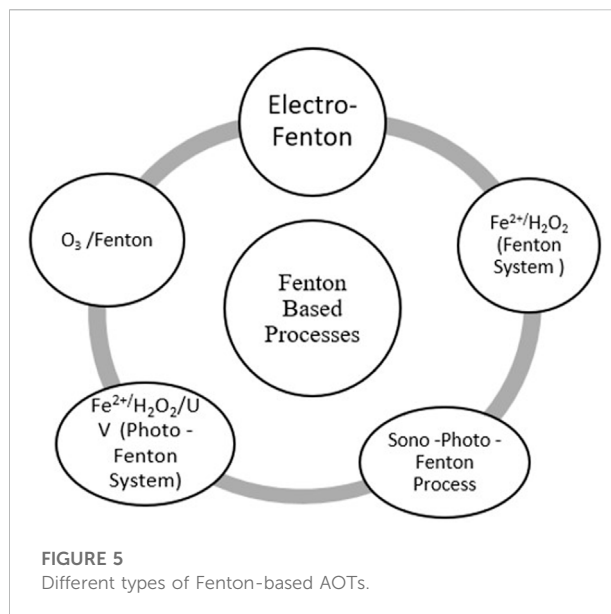 Electro-
Fenton
Fe²⁺/H₂O₂
(Fenton
System )
Sono -Photo -
Fenton
Process
Fe²⁺/H₂O₂/U
V (Photo -
Fenton
System)
O₃ /Fenton
Fenton
Based
Processes
FIGURE 5
Different types of Fenton-based AOTs.